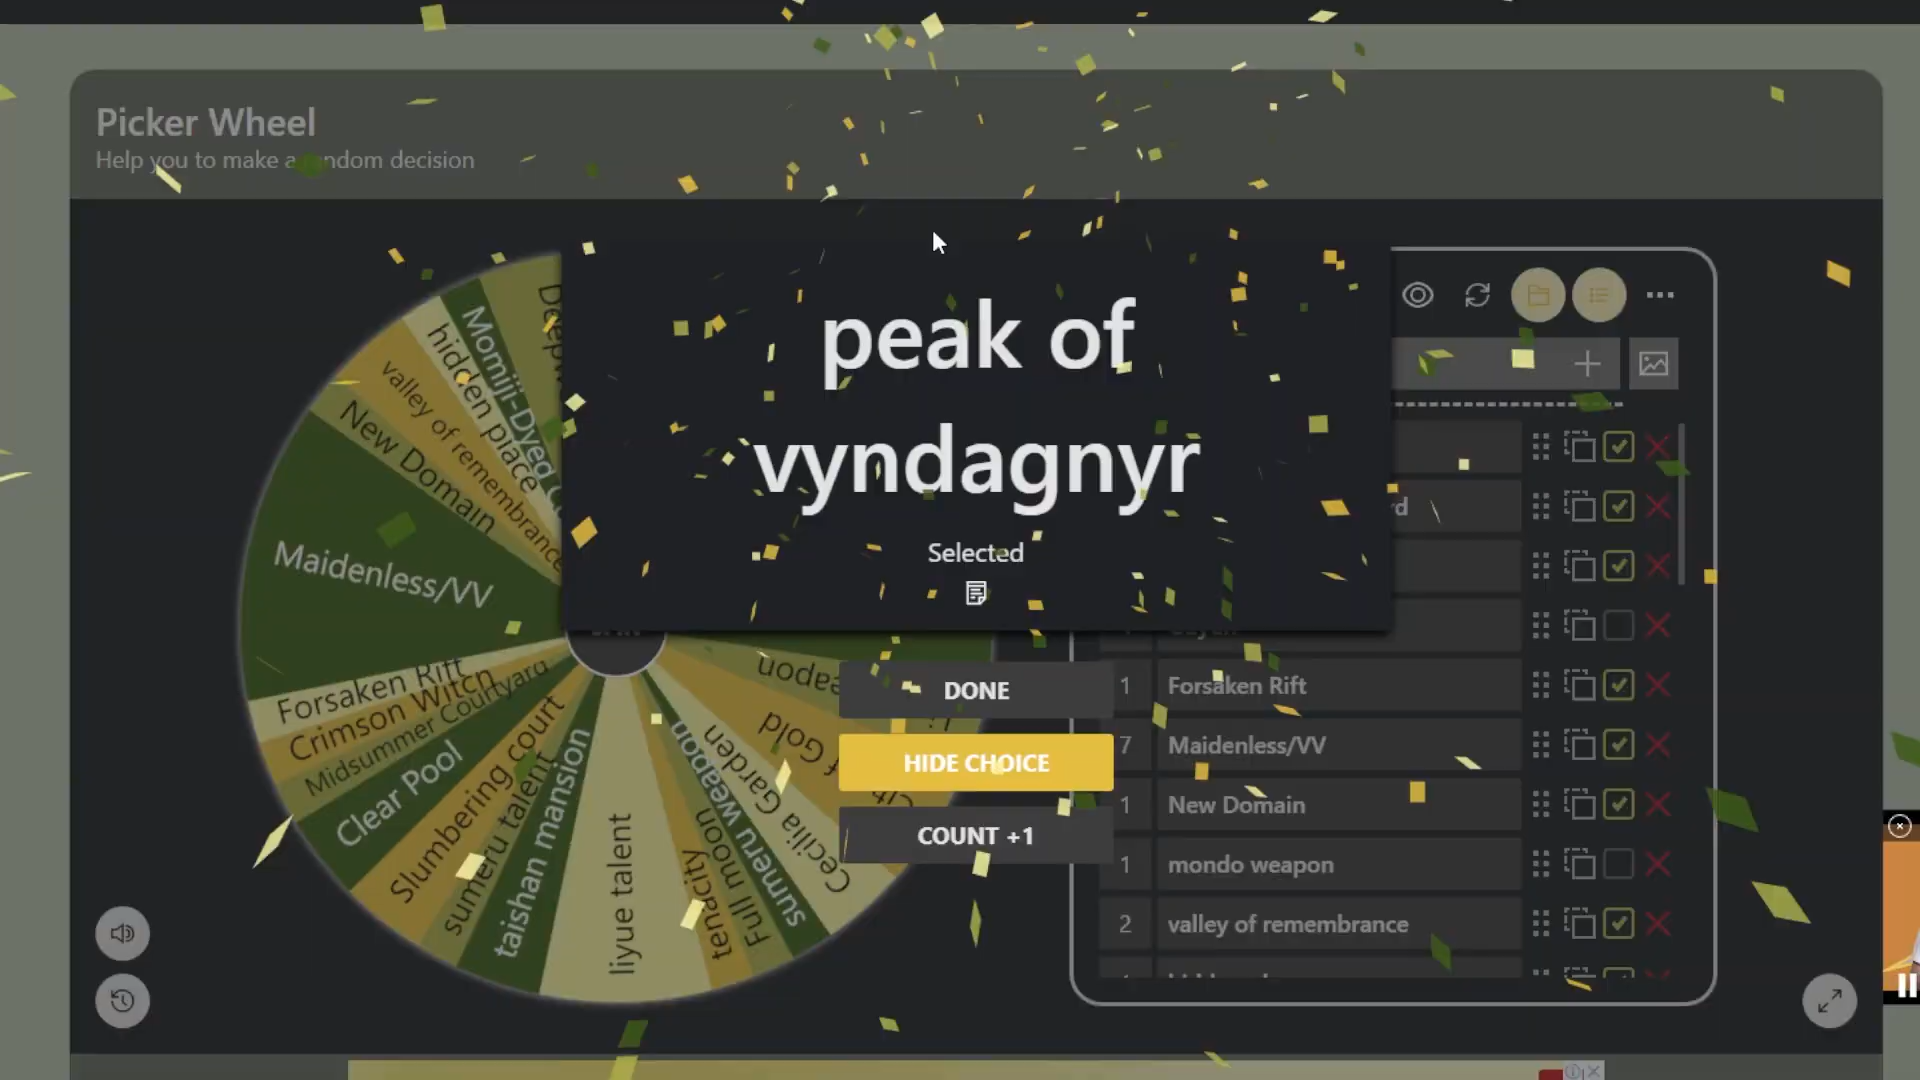 Picker Wheel
Help you to make a random decision
peak of
vyndagnyr
Selected
DONE
HIDE CHOICE
COUNT +1
Momiji-Dyed
hidden place
valley of remembrance
New Domain
Maidenless/VV
Forsaken Rift
Crimson Witch
Midsummer Courtyard
Clear Pool
Slumbering court
sumeru talent
taishan mansion
liyue talent
tenacity
Full moon
sumeru weapon
Cecilia Garden
Gold
1 Forsaken Rift
7 Maidenless/VV
1 New Domain
1 mondo weapon
2 valley of remembrance